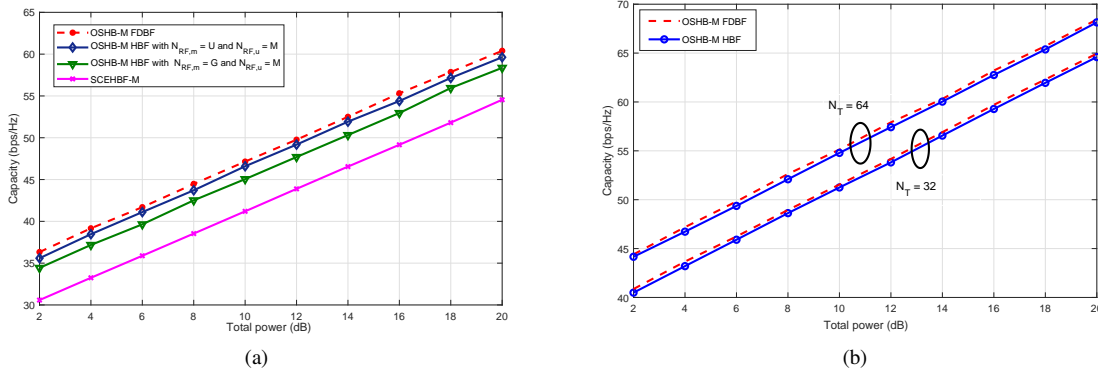 65
60
55
50
45
40
35
30
Capacity (bps/Hz)
OSHB-M FDBF
OSHB-M HBF with N_RF,m = U and N_RF,u = M
OSHB-M HBF with N_RF,m = G and N_RF,u = M
SCEHBF-M
2 4 6 8 10 12 14 16 18 20
Total power (dB)
(a)
70
65
60
55
50
45
40
Capacity (bps/Hz)
OSHB-M FDBF
OSHB-M HBF
N_T = 64
N_T = 32
2 4 6 8 10 12 14 16 18 20
Total power (dB)
(b)